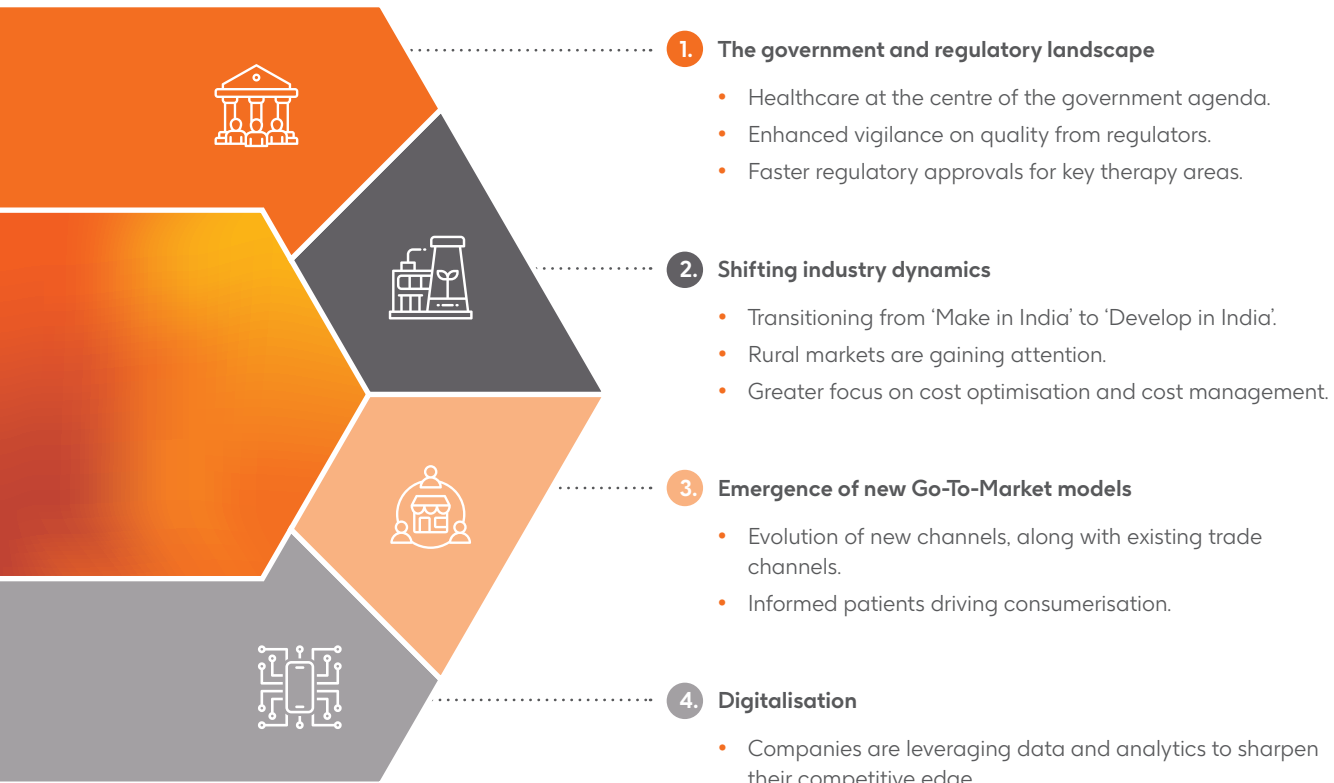 1. The government and regulatory landscape
• Healthcare at the centre of the government agenda.
• Enhanced vigilance on quality from regulators.
• Faster regulatory approvals for key therapy areas.
2. Shifting industry dynamics
• Transitioning from ‘Make in India’ to ‘Develop in India’.
• Rural markets are gaining attention.
• Greater focus on cost optimisation and cost management.
3. Emergence of new Go-To-Market models
• Evolution of new channels, along with existing trade
channels.
• Informed patients driving consumerisation.
4. Digitalisation
• Companies are leveraging data and analytics to sharpen
their competitive edge